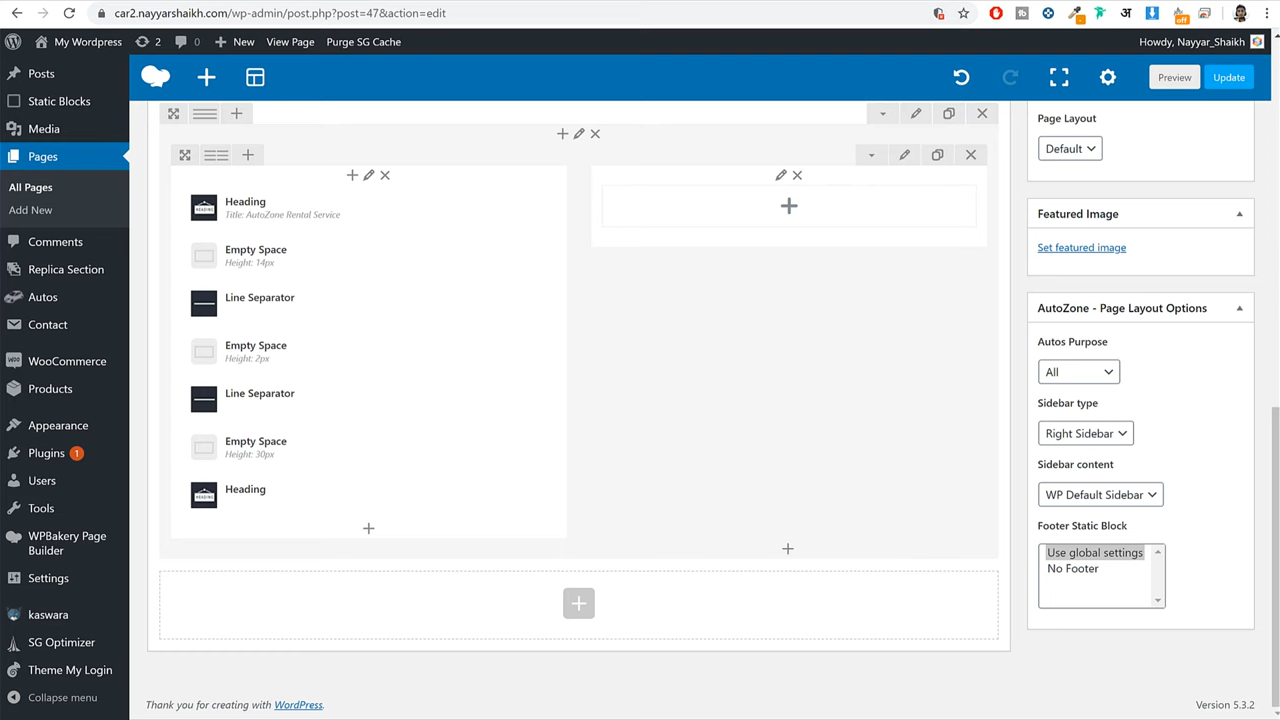 car2.nayyarshaikh.com/wp-admin/post.php?post=47&action=edit
अ
off
My Wordpress
2
0
New
View Page
Purge SG Cache
Howdy, Nayyar_Shaikh
Posts
Static Blocks
Media
Pages
All Pages
Add New
Comments
Replica Section
Autos
Contact
WooCommerce
Products
Appearance
Plugins 1
Users
Tools
WPBakery Page
Builder
Settings
kaswara
SG Optimizer
Theme My Login
Collapse menu
Preview
Update
Heading
Title: AutoZone Rental Service
Empty Space
Height: 14px
Line Separator
Empty Space
Height: 2px
Line Separator
Empty Space
Height: 30px
Heading
Page Layout
Default
Featured Image
Set featured image
AutoZone - Page Layout Options
Autos Purpose
All
Sidebar type
Right Sidebar
Sidebar content
WP Default Sidebar
Footer Static Block
Use global settings
No Footer
Thank you for creating with WordPress.
Version 5.3.2